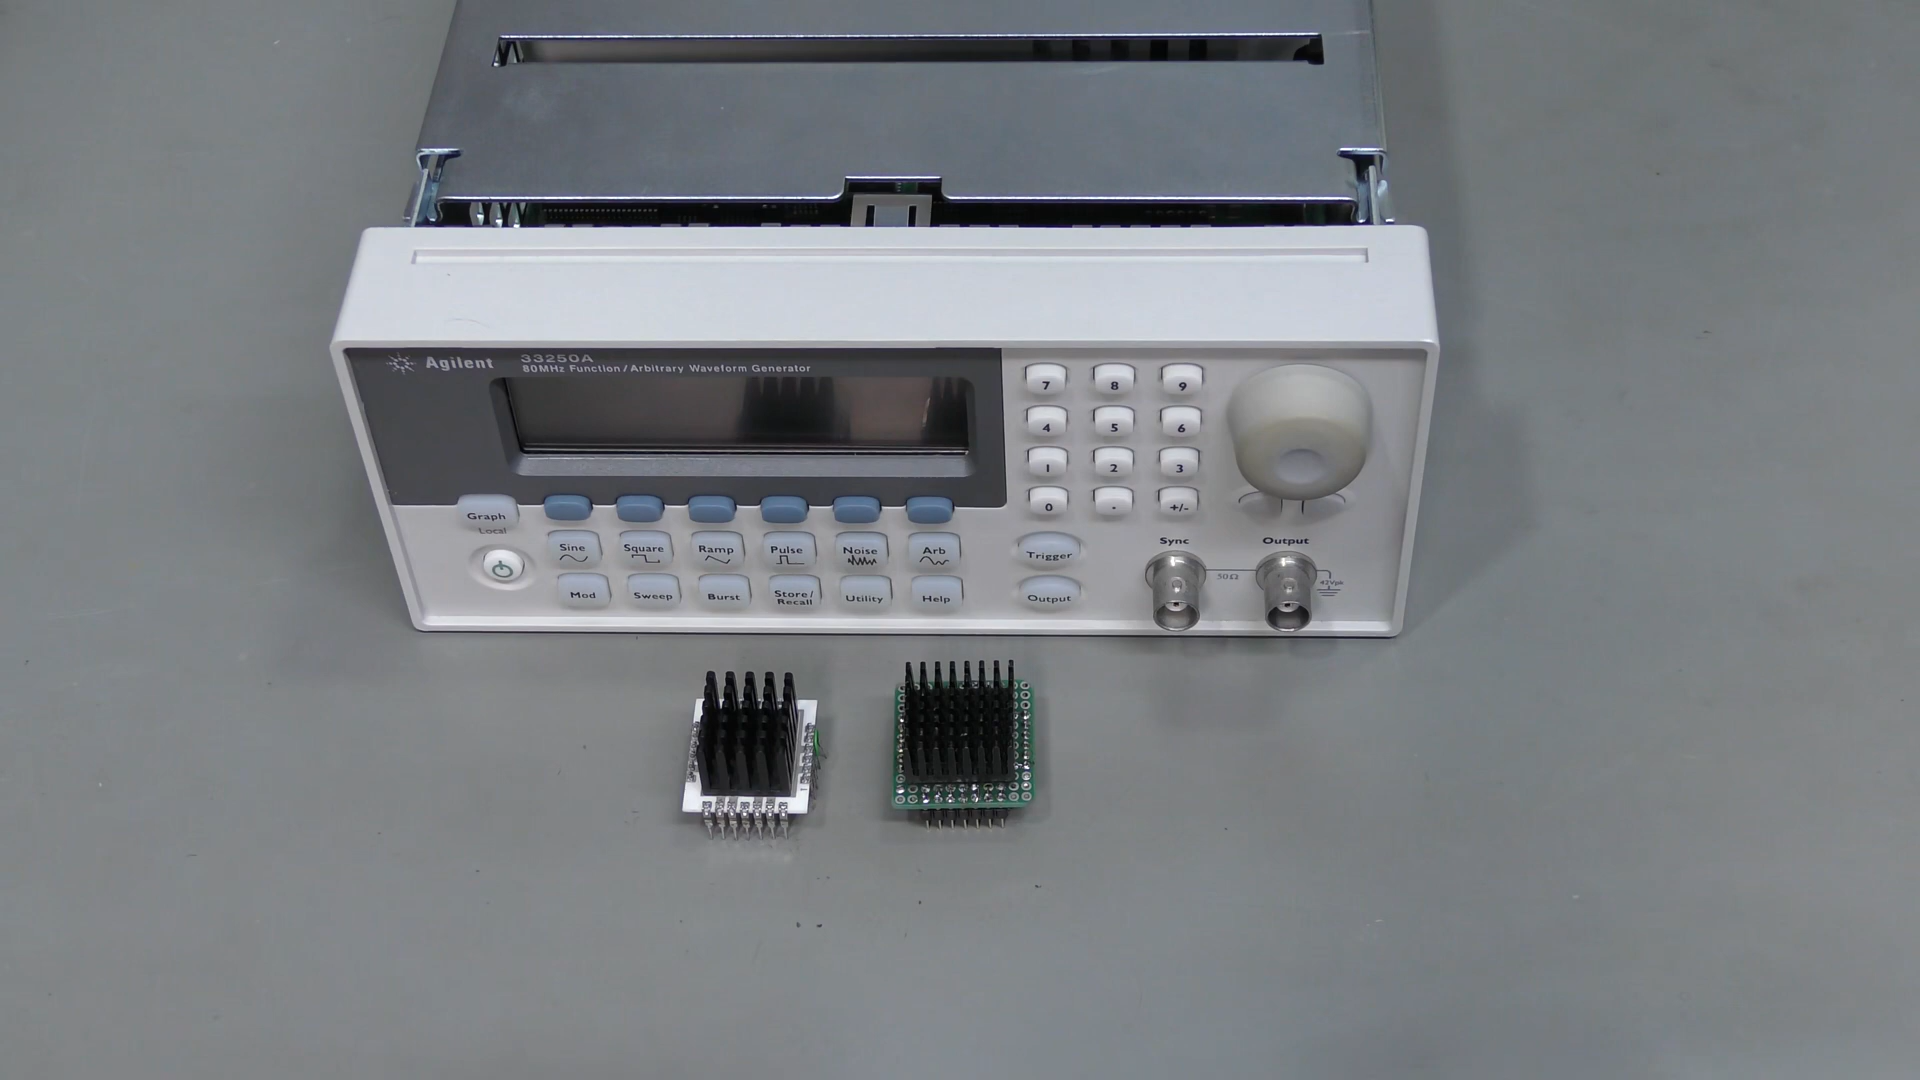 Agilent
33250A
80MHz Function / Arbitrary Waveform Generator
7 8 9
4 5 6
1 2 3
0 . +/-
Graph
Local
Sine Square Ramp Pulse Noise Arb
Mod Sweep Burst Store / Recall Utility Help
Trigger
Output
Sync Output
50Ω
42Vpk